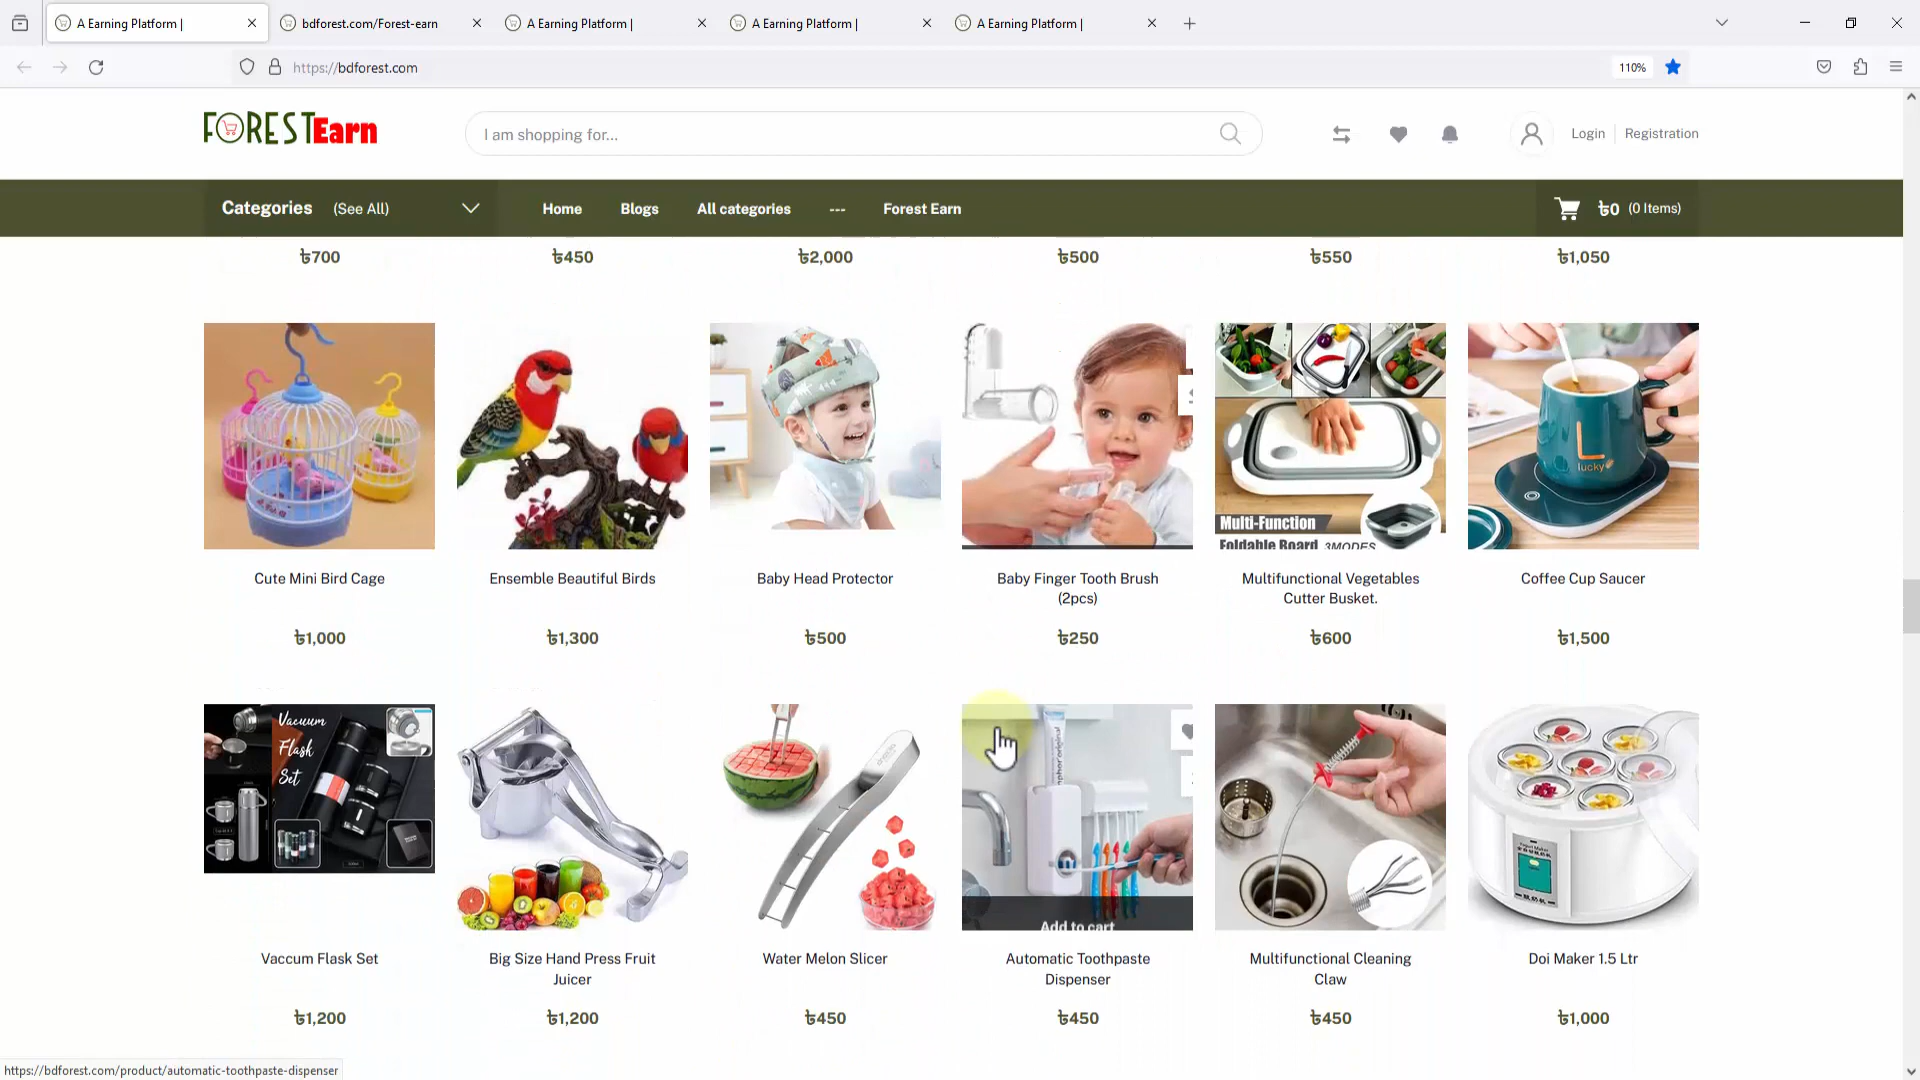 A Earning Platform |
bdforest.com/Forest-earn
A Earning Platform |
A Earning Platform |
A Earning Platform |
https://bdforest.com
110%
FORESTEarn
I am shopping for...
Login
Registration
Categories (See All)
Home
Blogs
All categories
---
Forest Earn
৳0 (0 Items)
৳700
৳450
৳2,000
৳500
৳550
৳1,050
Multi-Function
Foldable Board 3MODES
L
lucky
Cute Mini Bird Cage
Ensemble Beautiful Birds
Baby Head Protector
Baby Finger Tooth Brush
(2pcs)
Multifunctional Vegetables
Cutter Busket.
Coffee Cup Saucer
৳1,000
৳1,300
৳500
৳250
৳600
৳1,500
Vacuum
Flask
Set
Add to cart
Vaccum Flask Set
Big Size Hand Press Fruit
Juicer
Water Melon Slicer
Automatic Toothpaste
Dispenser
Multifunctional Cleaning
Claw
Doi Maker 1.5 Ltr
৳1,200
৳1,200
৳450
৳450
৳450
৳1,000
https://bdforest.com/product/automatic-toothpaste-dispenser